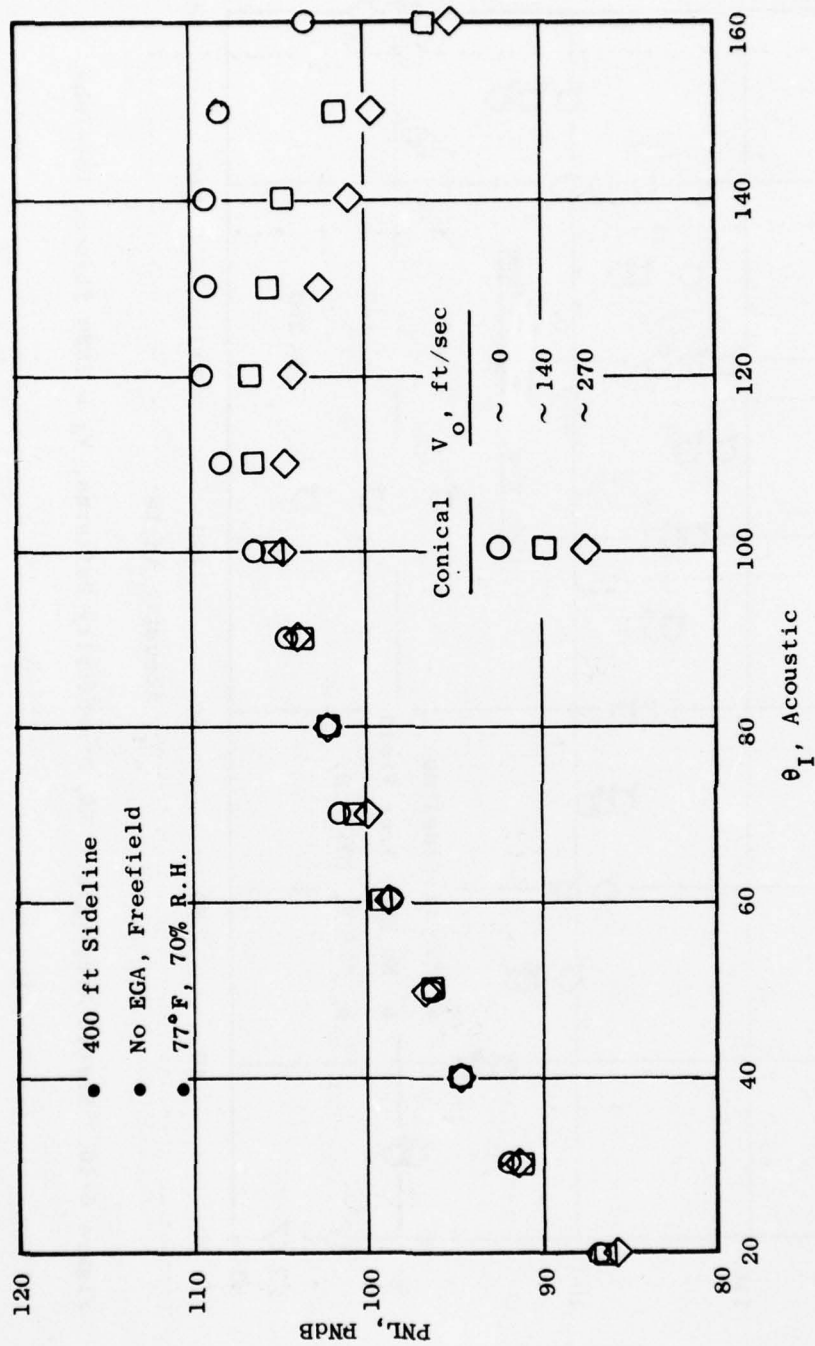 120
110
100
90
80
PNL, PNdB
• 400 ft Sideline
• No EGA, Freefield
• 77°F, 70% R.H.
Conical V_o, ft/sec
~ 0
~ 140
~ 270
20 40 60 80 100 120 140 160
θ_I, Acoustic